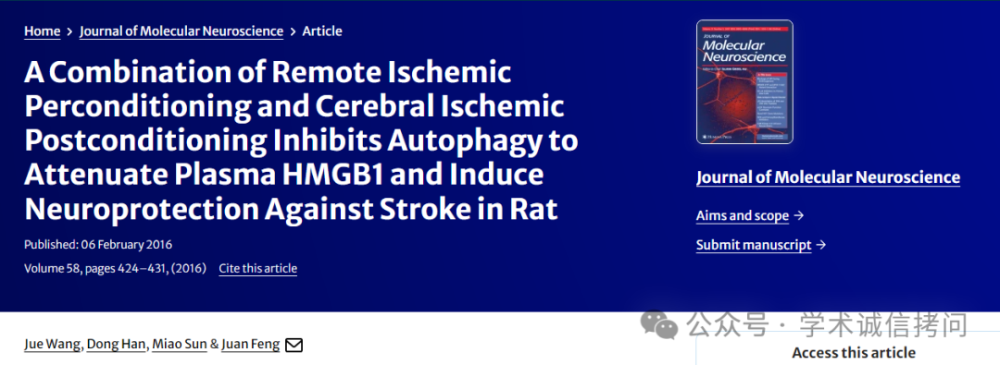 Home > Journal of Molecular Neuroscience > Article
A Combination of Remote Ischemic
Perconditioning and Cerebral Ischemic
Postconditioning Inhibits Autophagy to
Attenuate Plasma HMGB1 and Induce
Neuroprotection Against Stroke in Rat
Published: 06 February 2016
Volume 58, pages 424–431, (2016) Cite this article
JOURNAL OF
Molecular
Neuroscience
Journal of Molecular Neuroscience
Aims and scope →
Submit manuscript →
公众号 · 学术诚信拷问
Jue Wang, Dong Han, Miao Sun & Juan Feng
Access this article